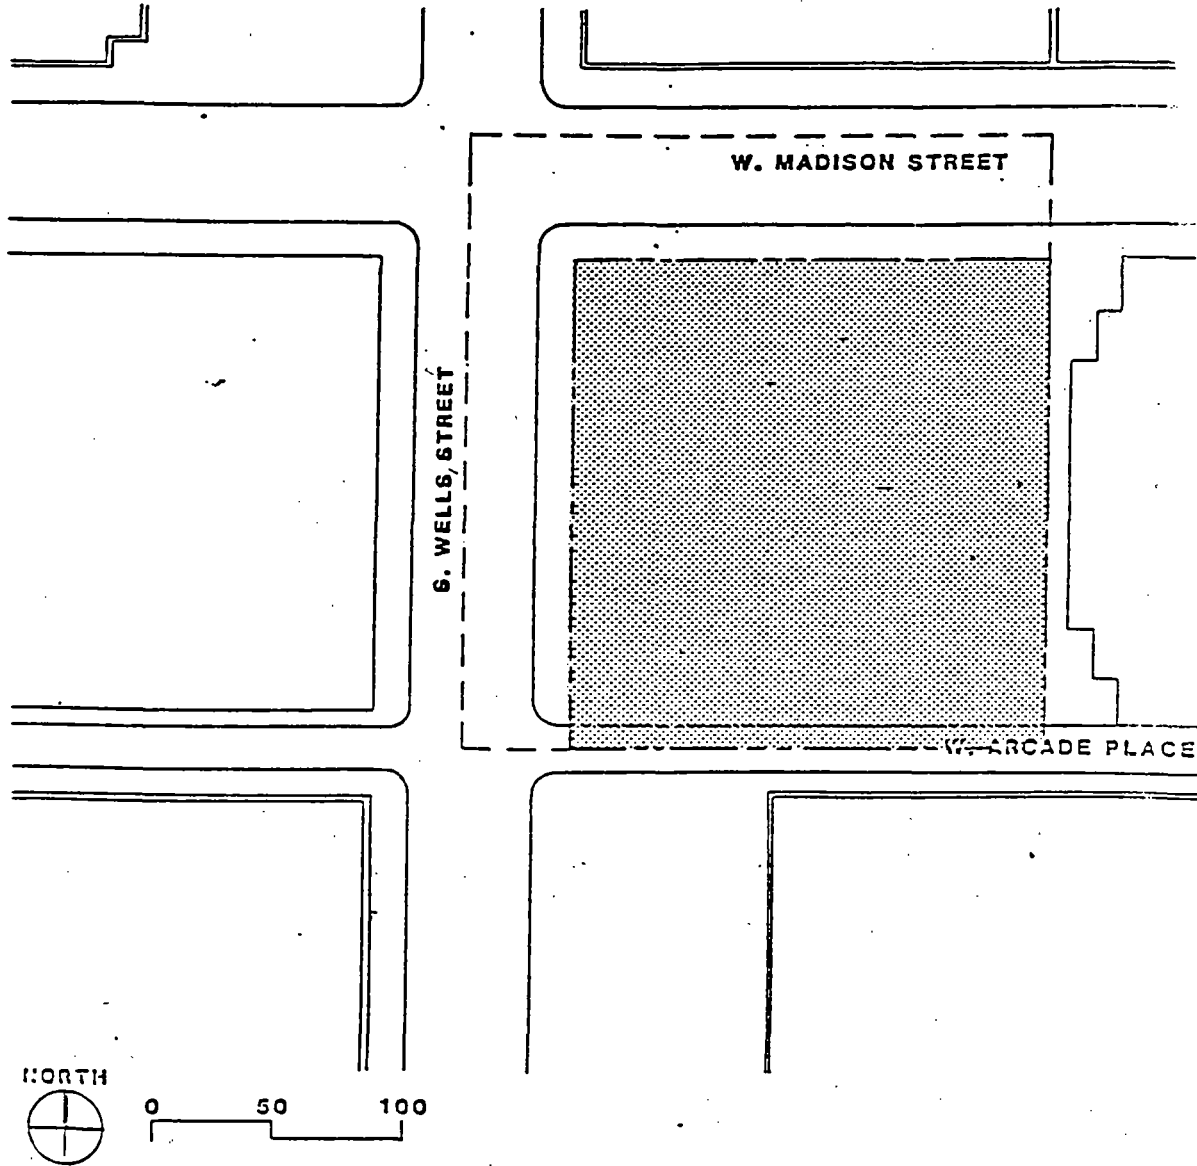 W. MADISON STREET
S. WELLS STREET
W. ARCADE PLACE
NORTH
0 50 100